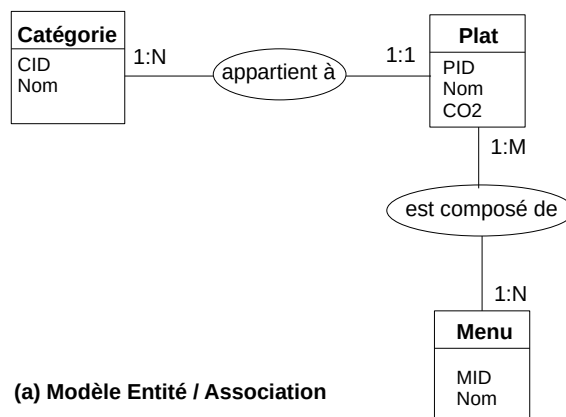 Catégorie
CID
Nom
1:N
appartient à
1:1
Plat
PID
Nom
CO2
1:M
est composé de
1:N
Menu
MID
Nom
(a) Modèle Entité / Association